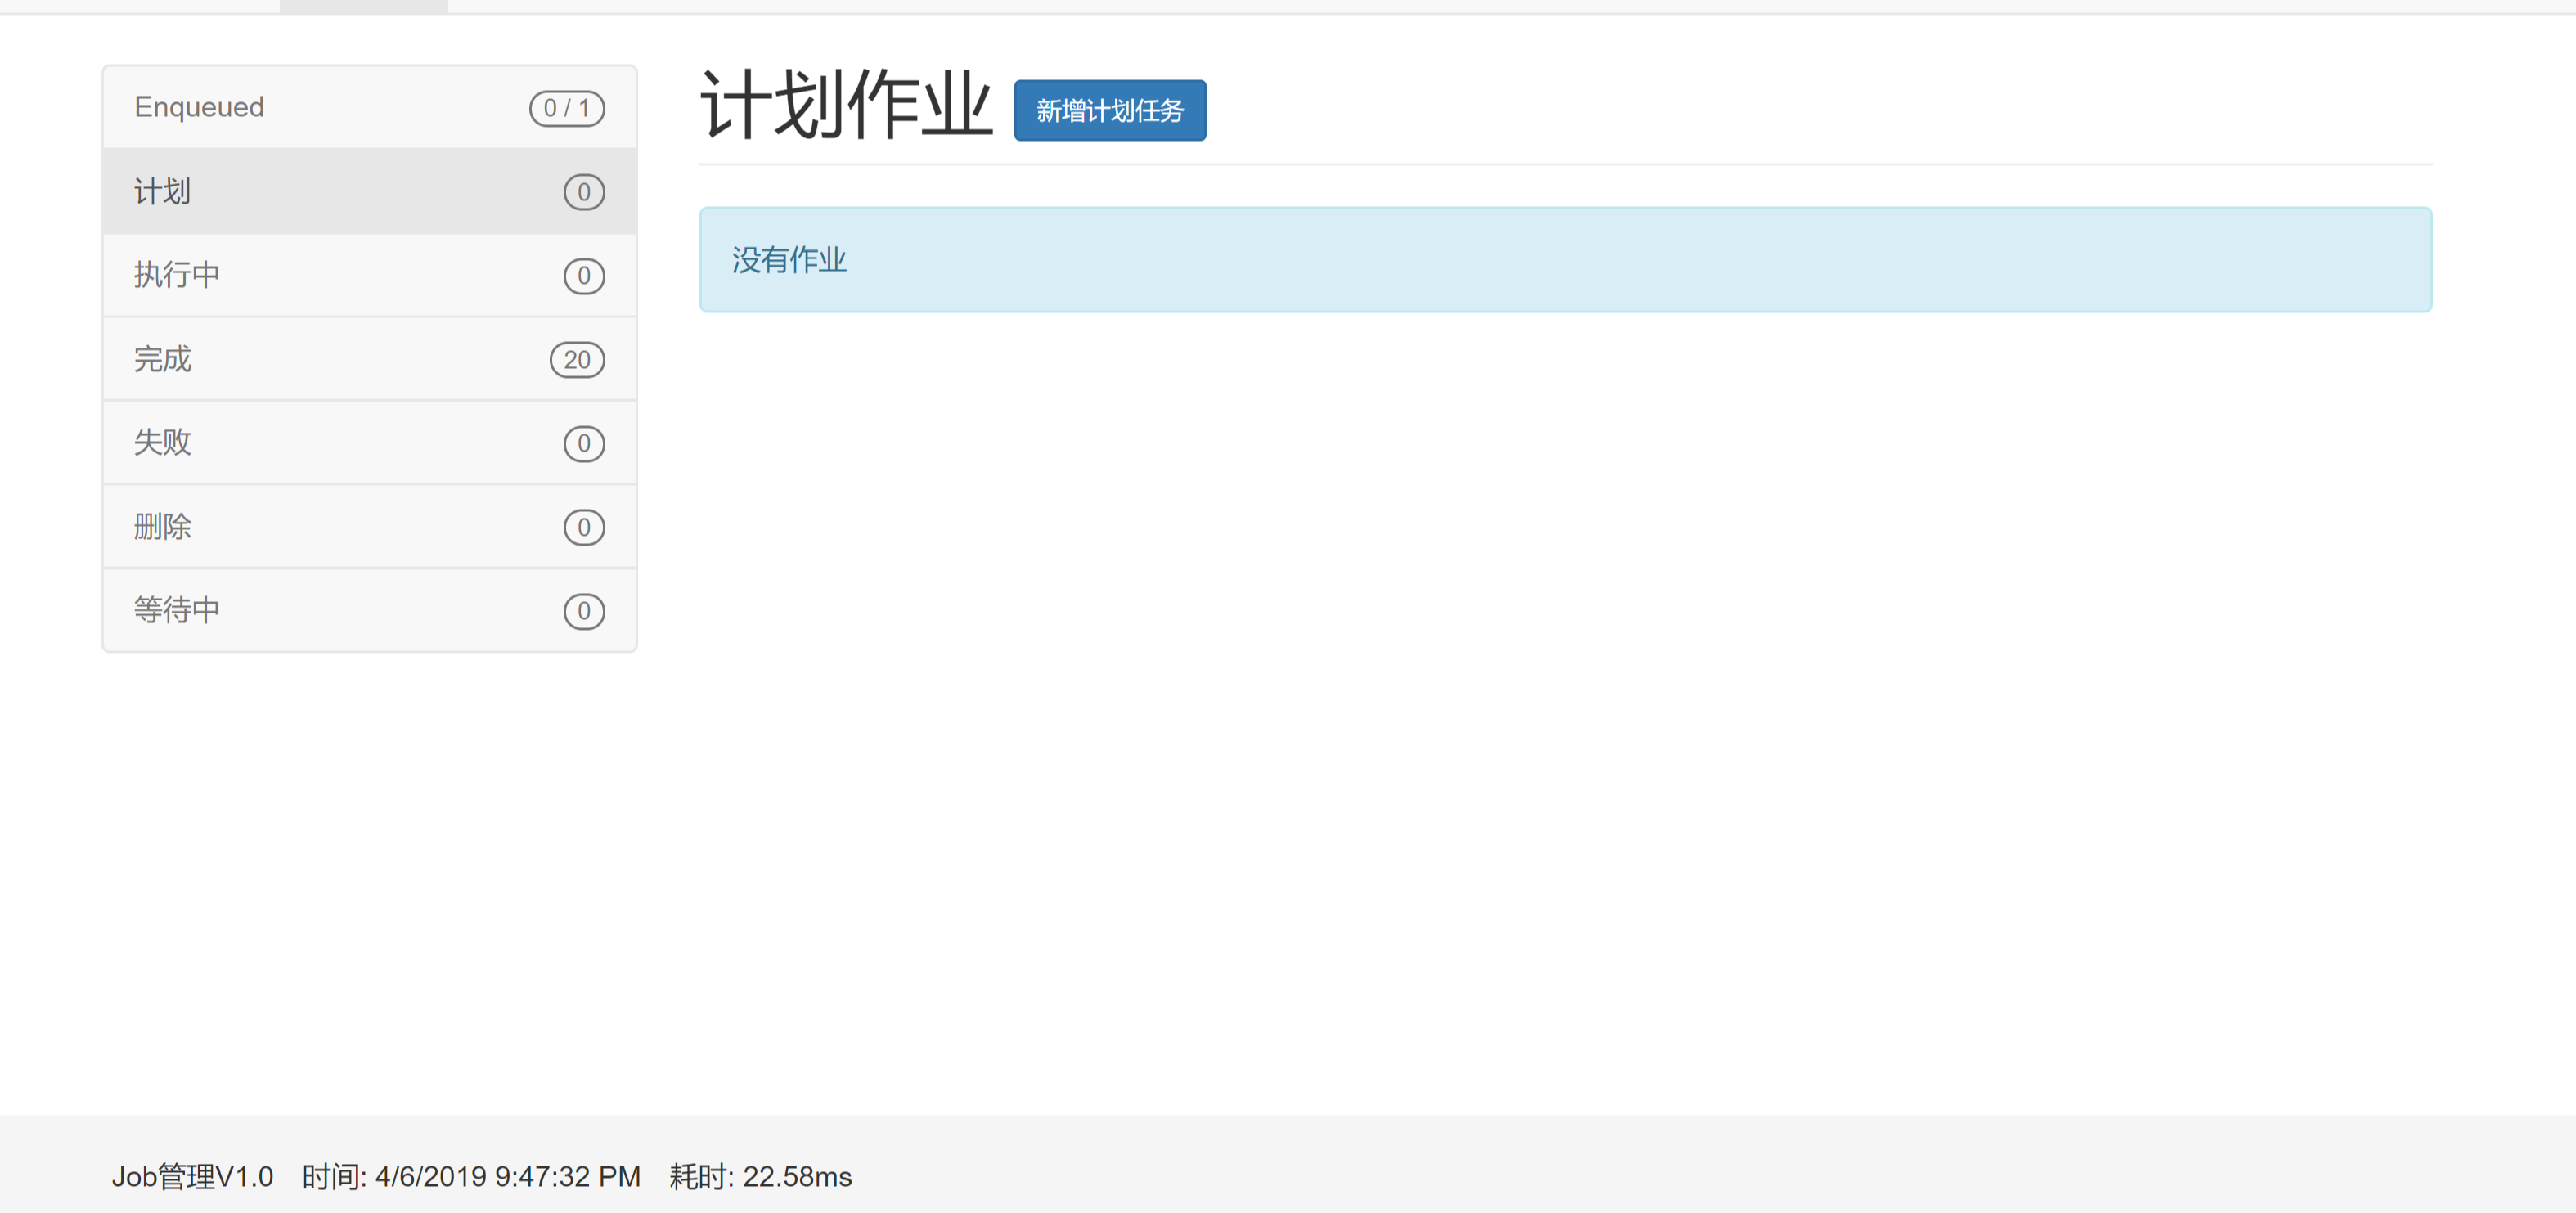 Enqueued 0 / 1
计划 0
执行中 0
完成 20
失败 0
删除 0
等待中 0
计划作业 新增计划任务
没有作业
Job管理V1.0 时间: 4/6/2019 9:47:32 PM 耗时: 22.58ms